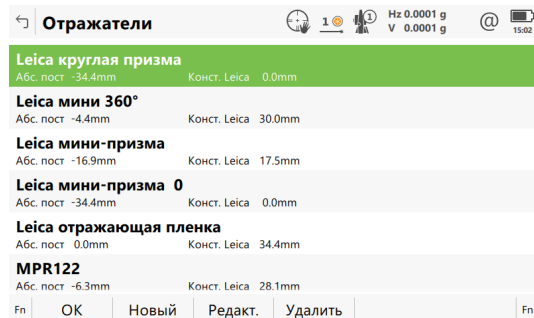 Отражатели
1
1
Hz 0.0001 g
V 0.0001 g
@
15:02
Leica круглая призма
Абс. пост -34.4mm Конст. Leica 0.0mm
Leica мини 360°
Абс. пост -4.4mm Конст. Leica 30.0mm
Leica мини-призма
Абс. пост -16.9mm Конст. Leica 17.5mm
Leica мини-призма 0
Абс. пост -34.4mm Конст. Leica 0.0mm
Leica отражающая пленка
Абс. пост 0.0mm Конст. Leica 34.4mm
MPR122
Абс. пост -6.3mm Конст. Leica 28.1mm
Fn ОК Новый Редакт. Удалить Fn